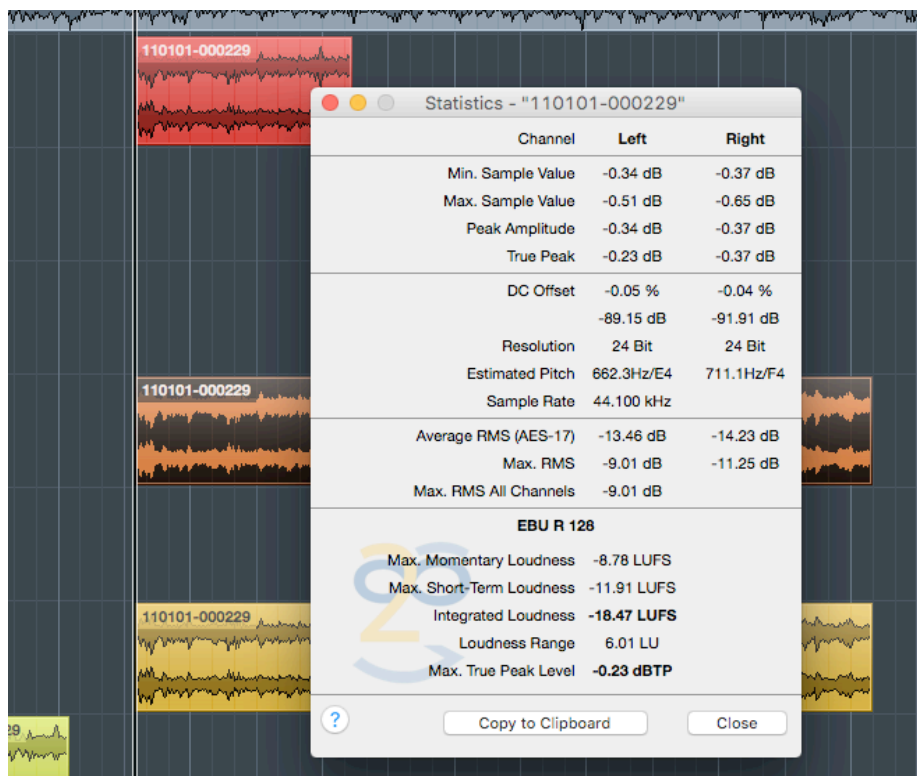 110101-000229
Statistics - "110101-000229"
Channel Left Right
Min. Sample Value -0.34 dB -0.37 dB
Max. Sample Value -0.51 dB -0.65 dB
Peak Amplitude -0.34 dB -0.37 dB
True Peak -0.23 dB -0.37 dB
DC Offset -0.05 % -0.04 %
-89.15 dB -91.91 dB
Resolution 24 Bit 24 Bit
Estimated Pitch 662.3Hz/E4 711.1Hz/F4
110101-000229
Sample Rate 44.100 kHz
Average RMS (AES-17) -13.46 dB -14.23 dB
Max. RMS -9.01 dB -11.25 dB
Max. RMS All Channels -9.01 dB
EBU R 128
Max. Momentary Loudness -8.78 LUFS
Max. Short-Term Loudness -11.91 LUFS
110101-000229
Integrated Loudness -18.47 LUFS
Loudness Range 6.01 LU
Max. True Peak Level -0.23 dBTP
? Copy to Clipboard Close
29